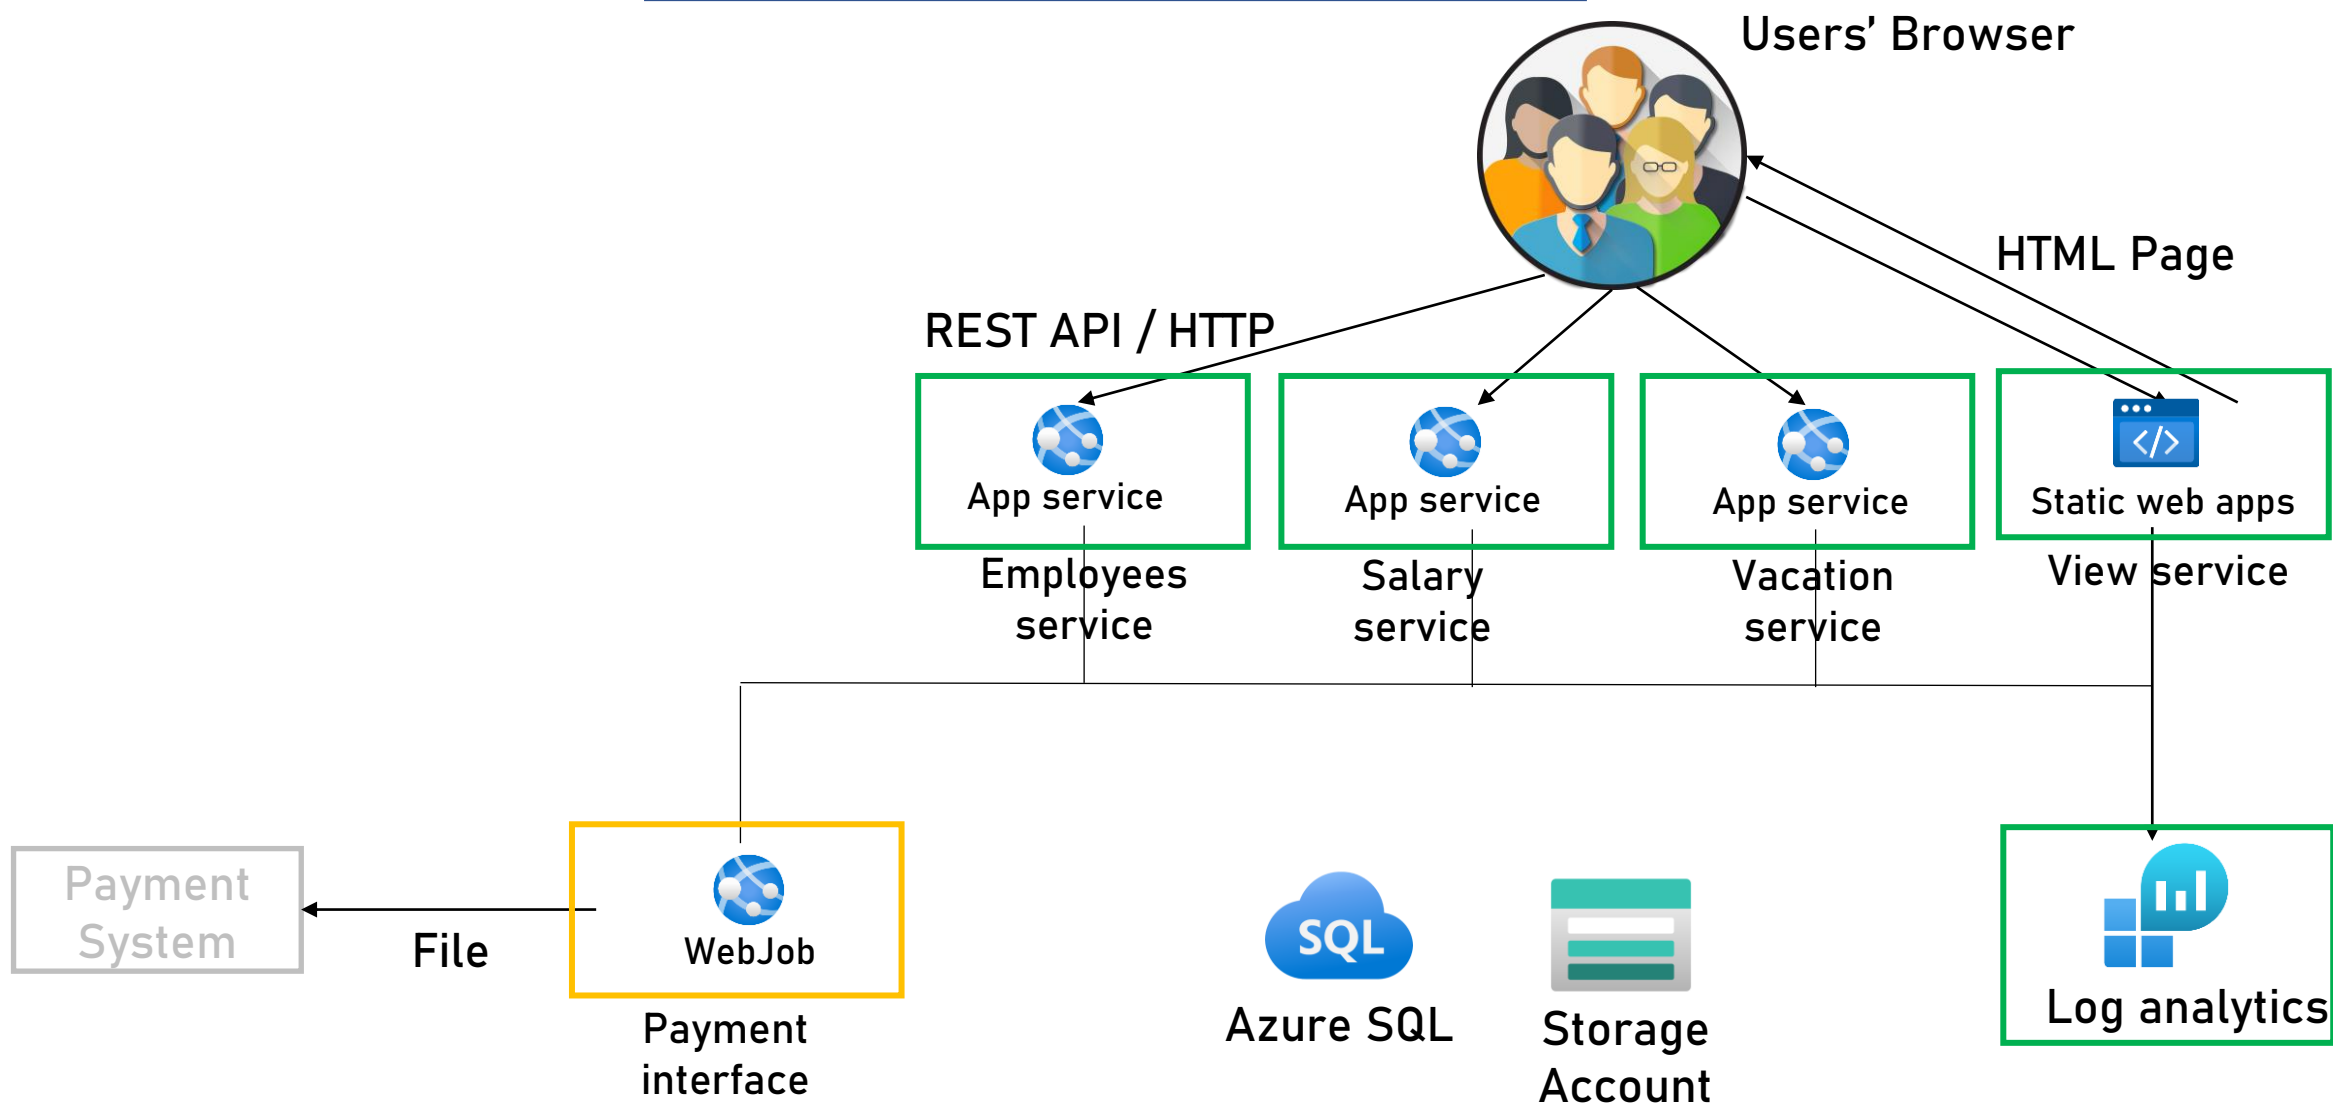 Users’ Browser
HTML Page
REST API / HTTP
App service
App service
App service
Static web apps
Employees
service
Salary
service
Vacation
service
View service
Payment
System
File
WebJob
Payment
interface
SQL
Azure SQL
Storage
Account
Log analytics